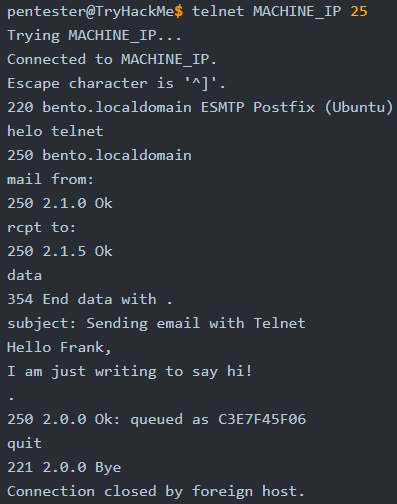 pentester@TryHackMe$ telnet MACHINE_IP 25
Trying MACHINE_IP...
Connected to MACHINE_IP.
Escape character is '^]'.
220 bento.localdomain ESMTP Postfix (Ubuntu)
helo telnet
250 bento.localdomain
mail from:
250 2.1.0 Ok
rcpt to:
250 2.1.5 Ok
data
354 End data with .
subject: Sending email with Telnet
Hello Frank,
I am just writing to say hi!
.
250 2.0.0 Ok: queued as C3E7F45F06
quit
221 2.0.0 Bye
Connection closed by foreign host.